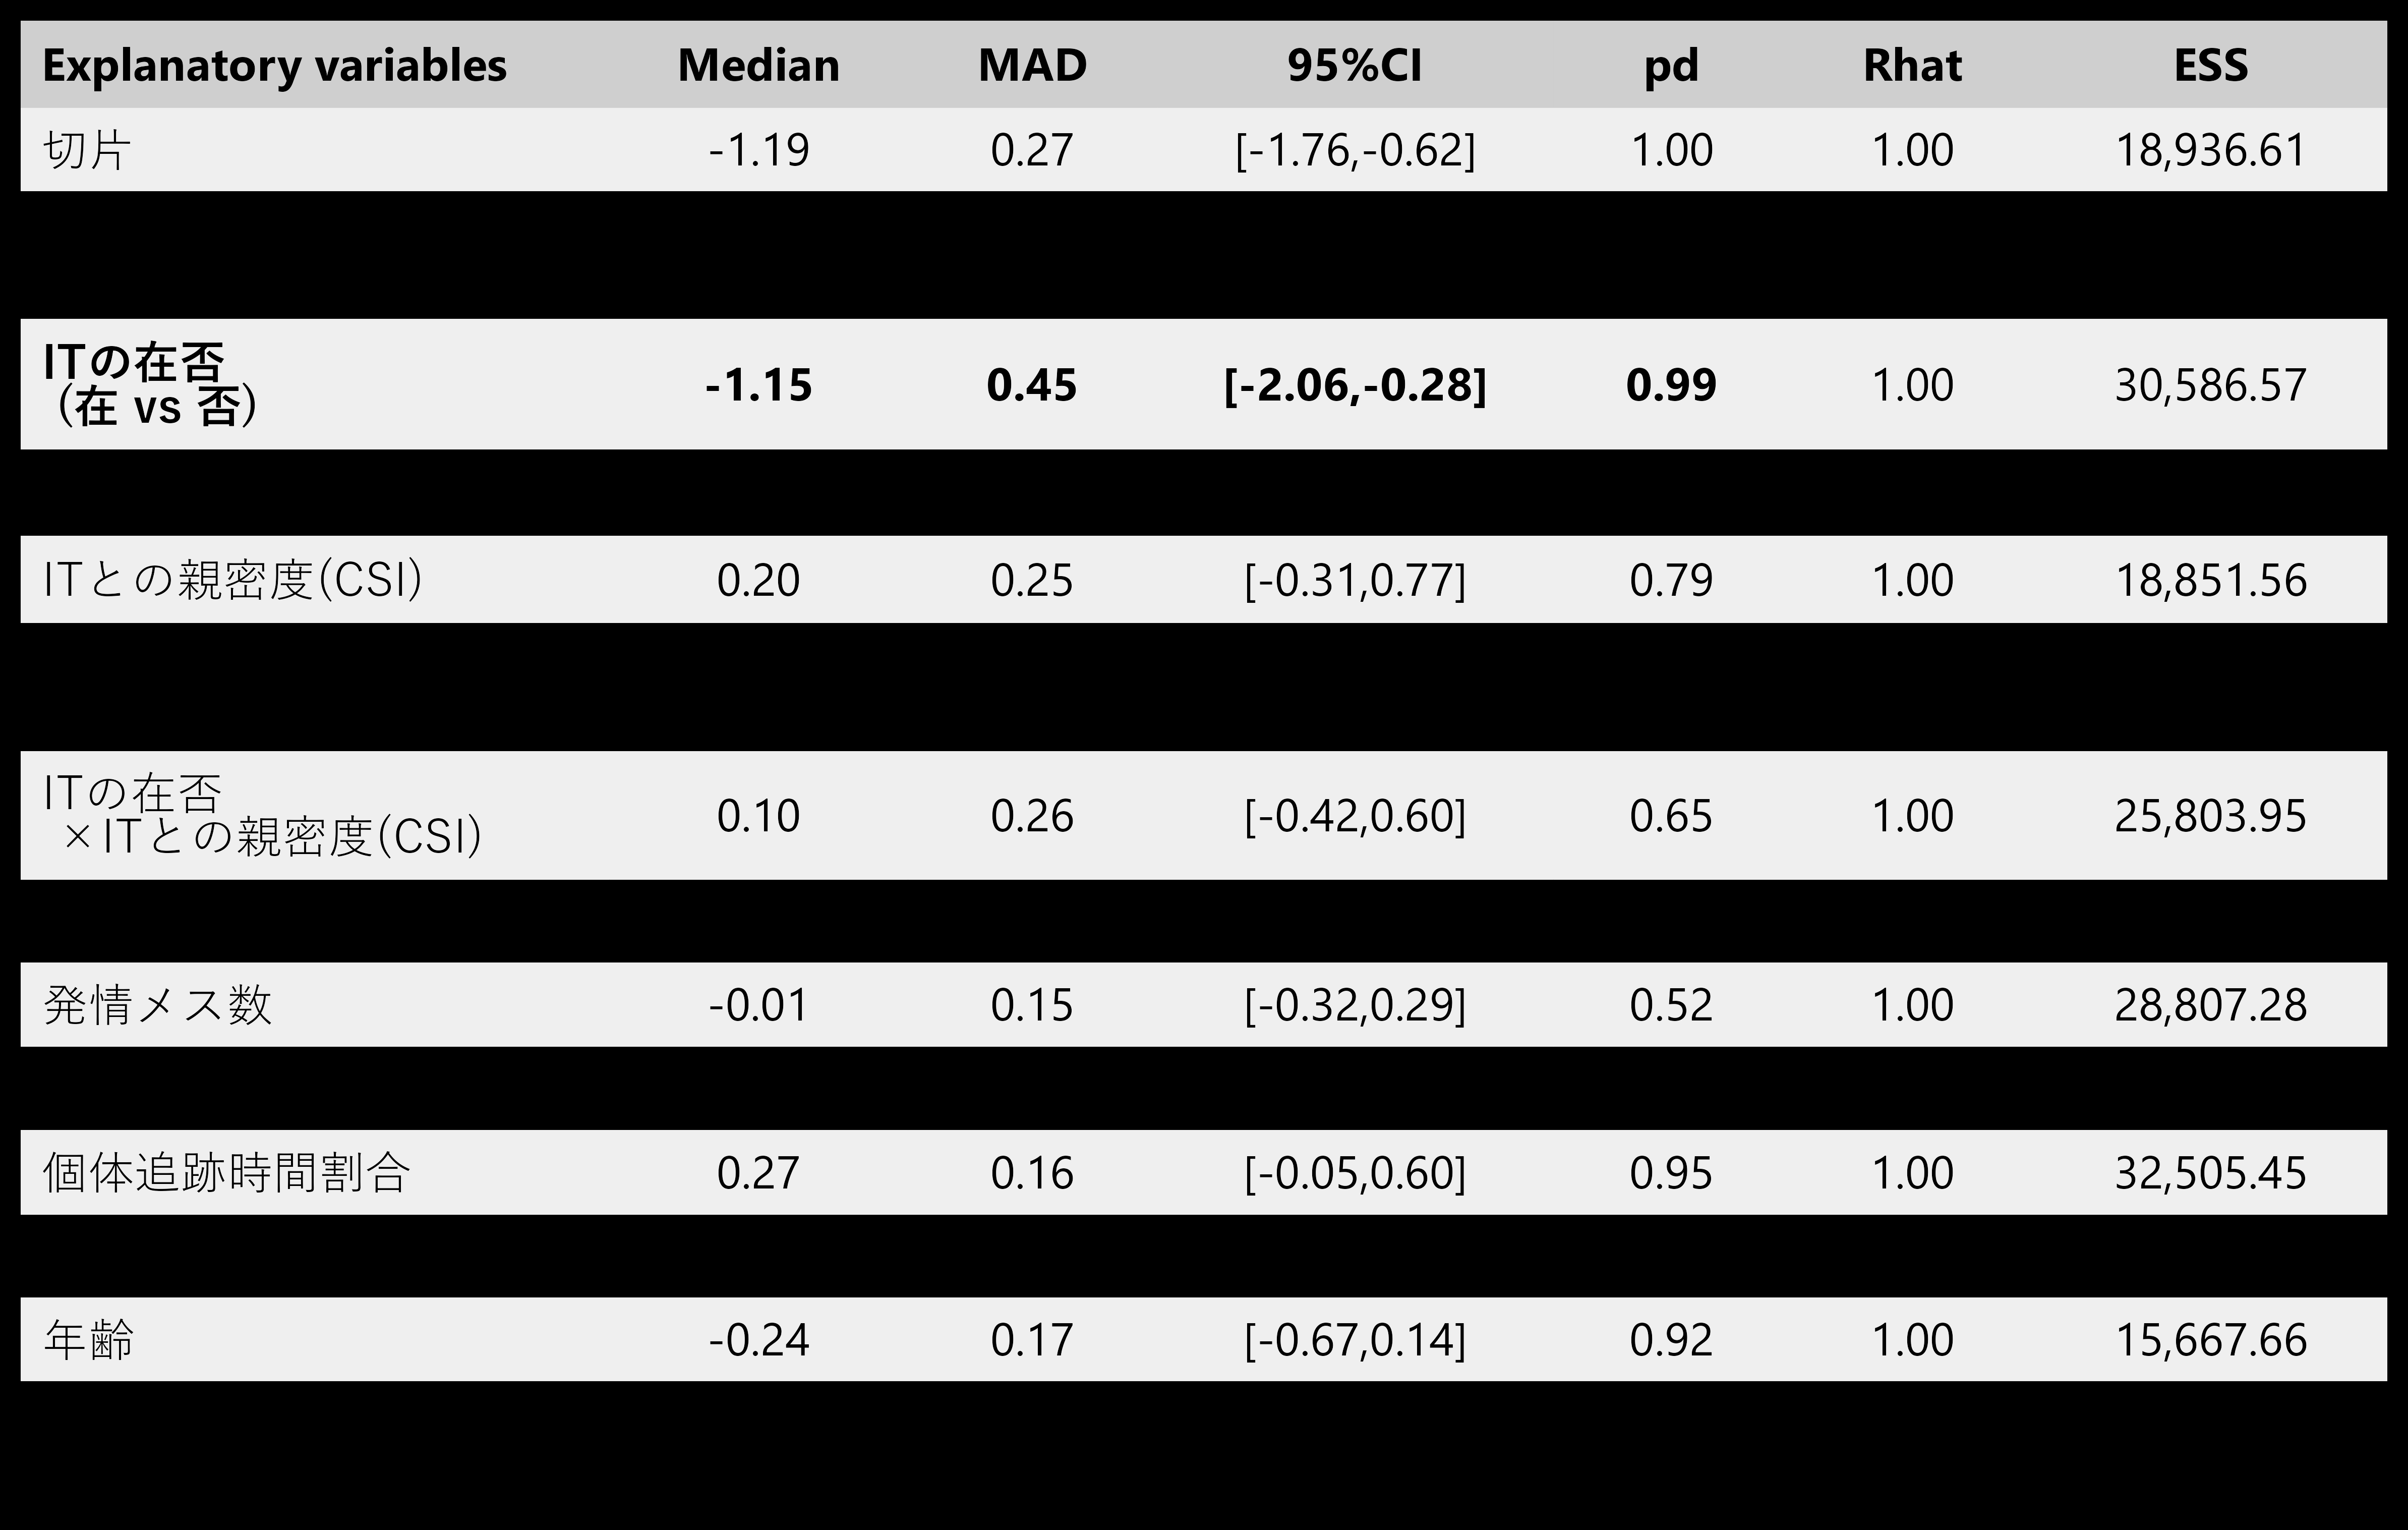 Explanatory variables Median MAD 95%CI pd Rhat ESS
切片 -1.19 0.27 [-1.76,-0.62] 1.00 1.00 18,936.61
ITの在否
(在 vs 否) -1.15 0.45 [-2.06,-0.28] 0.99 1.00 30,586.57
ITとの親密度(CSI) 0.20 0.25 [-0.31,0.77] 0.79 1.00 18,851.56
ITの在否
×ITとの親密度(CSI) 0.10 0.26 [-0.42,0.60] 0.65 1.00 25,803.95
発情メス数 -0.01 0.15 [-0.32,0.29] 0.52 1.00 28,807.28
個体追跡時間割合 0.27 0.16 [-0.05,0.60] 0.95 1.00 32,505.45
年齢 -0.24 0.17 [-0.67,0.14] 0.92 1.00 15,667.66